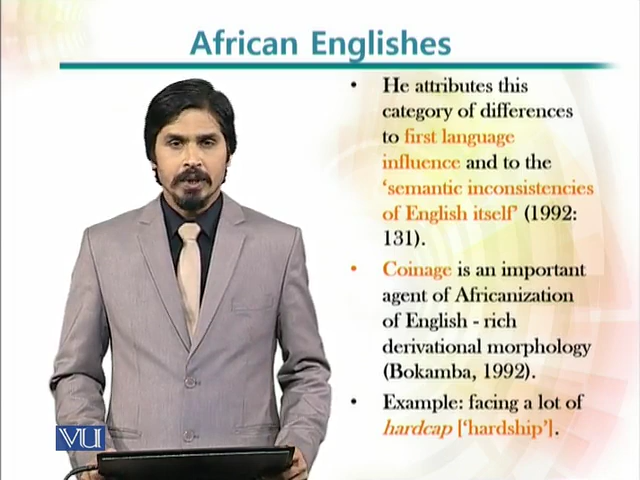 African Englishes
• He attributes this
category of differences
to first language
influence and to the
‘semantic inconsistencies
of English itself’ (1992:
131).
• Coinage is an important
agent of Africanization
of English - rich
derivational morphology
(Bokamba, 1992).
• Example: facing a lot of
hardcap [‘hardship’].
VU